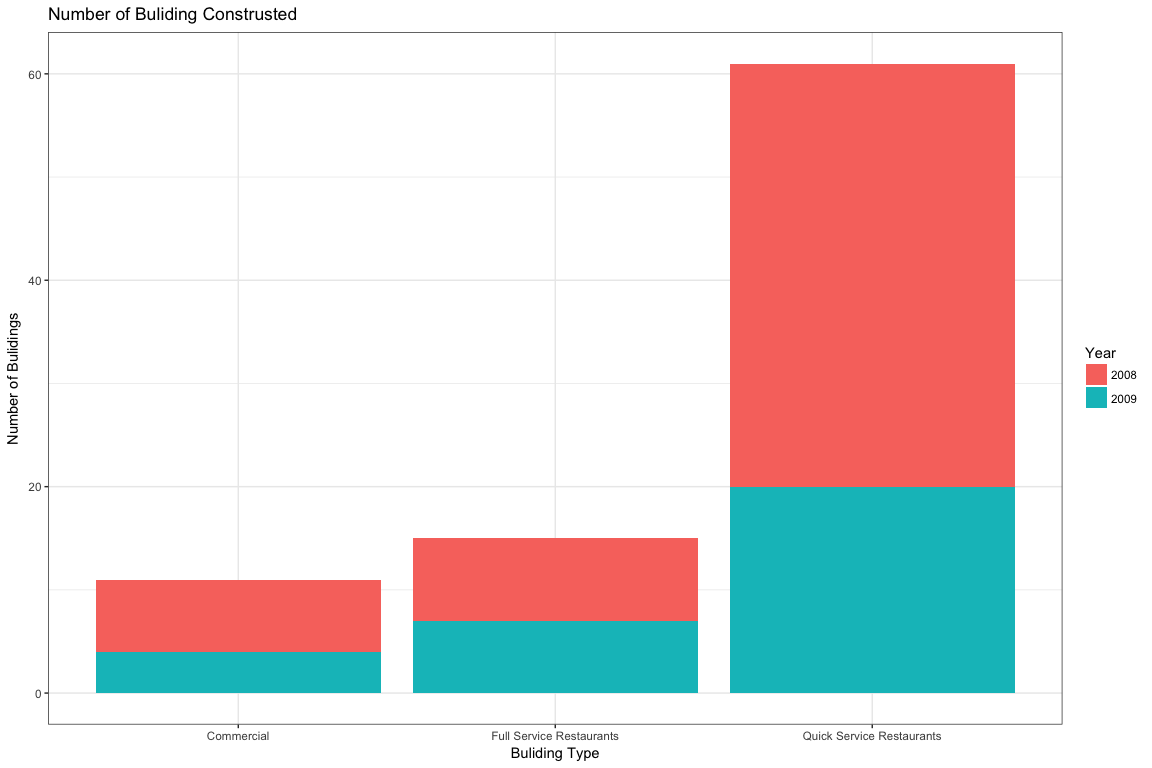 Number of Buliding Constructed
Number of Bulidings
60
40
20
0
Commercial
Full Service Restaurants
Quick Service Restaurants
Buliding Type
Year
2008
2009